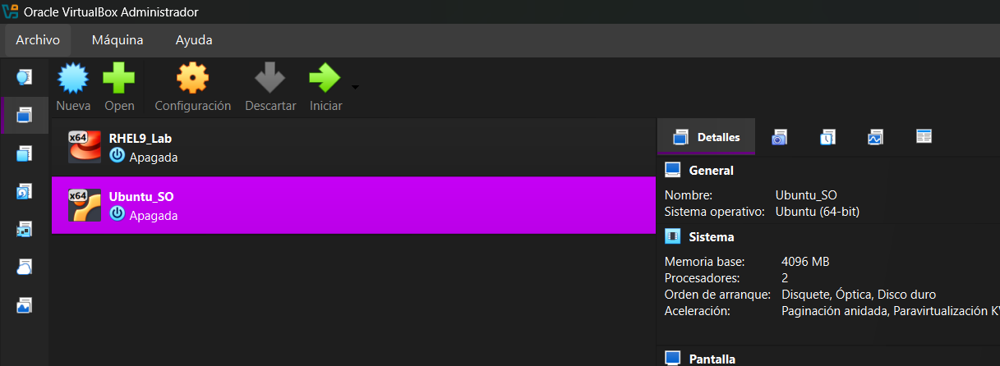 Oracle VirtualBox Administrador
Archivo Máquina Ayuda
Nueva Open Configuración Descartar Iniciar
x64 RHEL9_Lab
Apagada
x64 Ubuntu_SO
Apagada
Detalles
General
Nombre: Ubuntu_SO
Sistema operativo: Ubuntu (64-bit)
Sistema
Memoria base: 4096 MB
Procesadores: 2
Orden de arranque: Disquete, Óptica, Disco duro
Aceleración: Paginación anidada, Paravirtualización
Pantalla